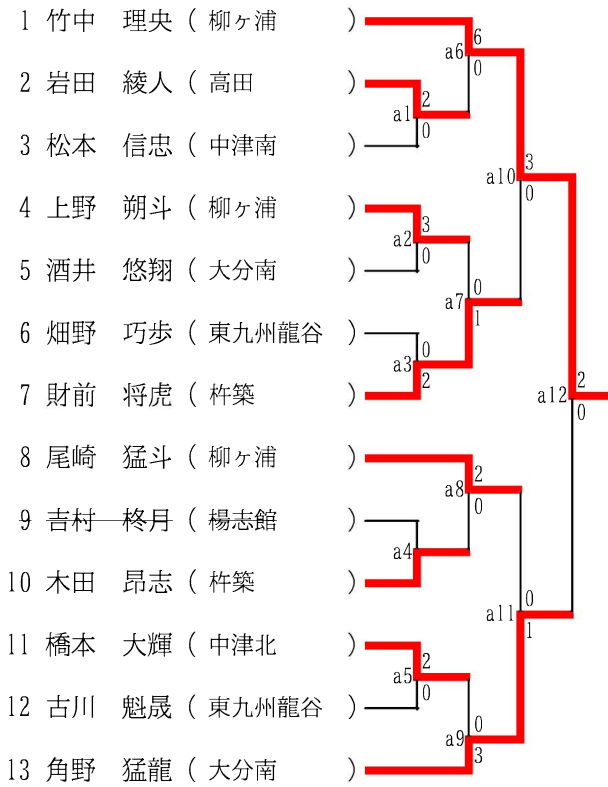 1 竹中 理央 ( 柳ヶ浦 )
6
a6
0
2 岩田 綾人 ( 高田 )
2
a1
0
3 松本 信忠 ( 中津南 )
3
a10
0
4 上野 朔斗 ( 柳ヶ浦 )
3
a2
0
5 酒井 悠翔 ( 大分南 )
0
a7
1
6 畑野 巧歩 ( 東九州龍谷 )
0
a3
2
7 財前 将虎 ( 杵築 )
2
a12
0
8 尾崎 猛斗 ( 柳ヶ浦 )
2
a8
0
9 吉村 柊月 ( 楊志館 )
a4
10 木田 昂志 ( 杵築 )
0
a11
1
11 橋本 大輝 ( 中津北 )
2
a5
0
12 古川 魁晟 ( 東九州龍谷 )
0
a9
3
13 角野 猛龍 ( 大分南 )